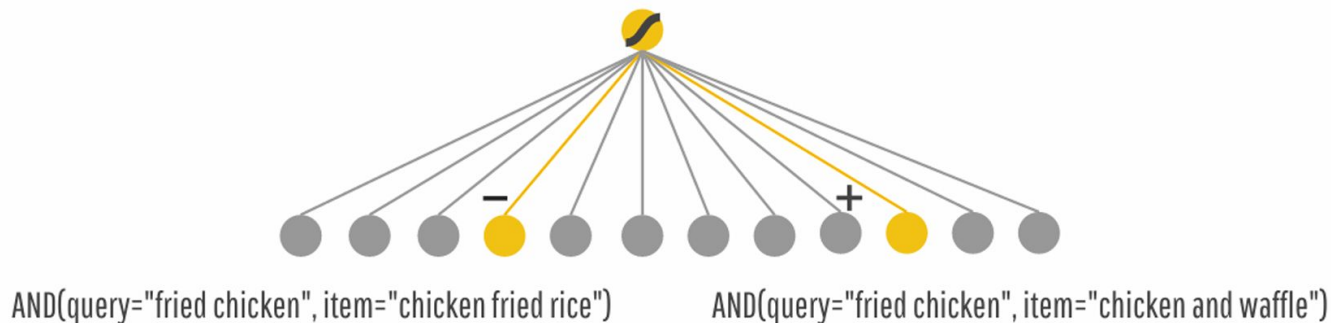 − +
AND(query="fried chicken", item="chicken fried rice") AND(query="fried chicken", item="chicken and waffle")